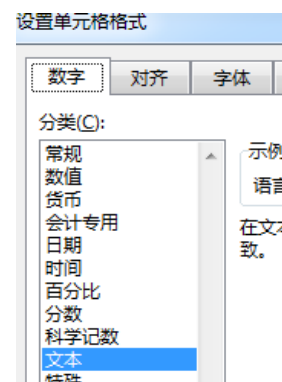 设置单元格格式
数字 对齐 字体
分类(C):
示例
常规
语言
数值
货币
会计专用
在文本
日期
致。
时间
百分比
分数
科学记数
文本
特殊